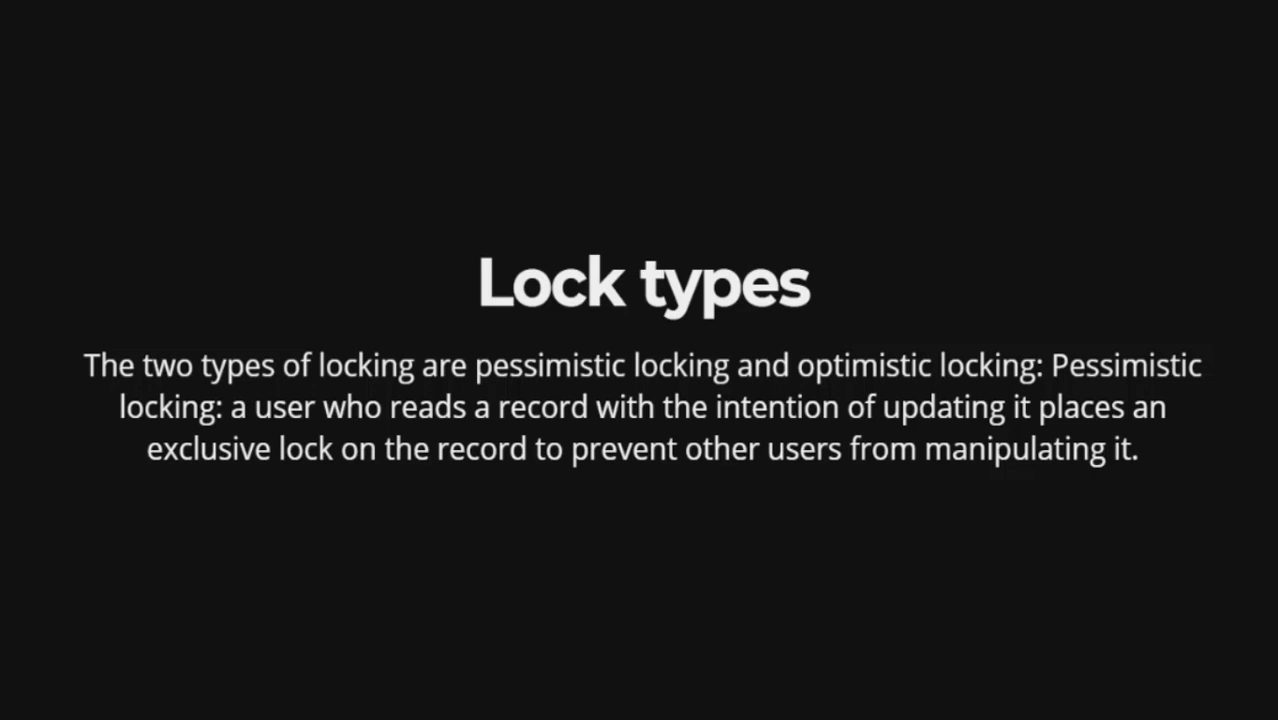 Lock types
The two types of locking are pessimistic locking and optimistic locking: Pessimistic
locking: a user who reads a record with the intention of updating it places an
exclusive lock on the record to prevent other users from manipulating it.